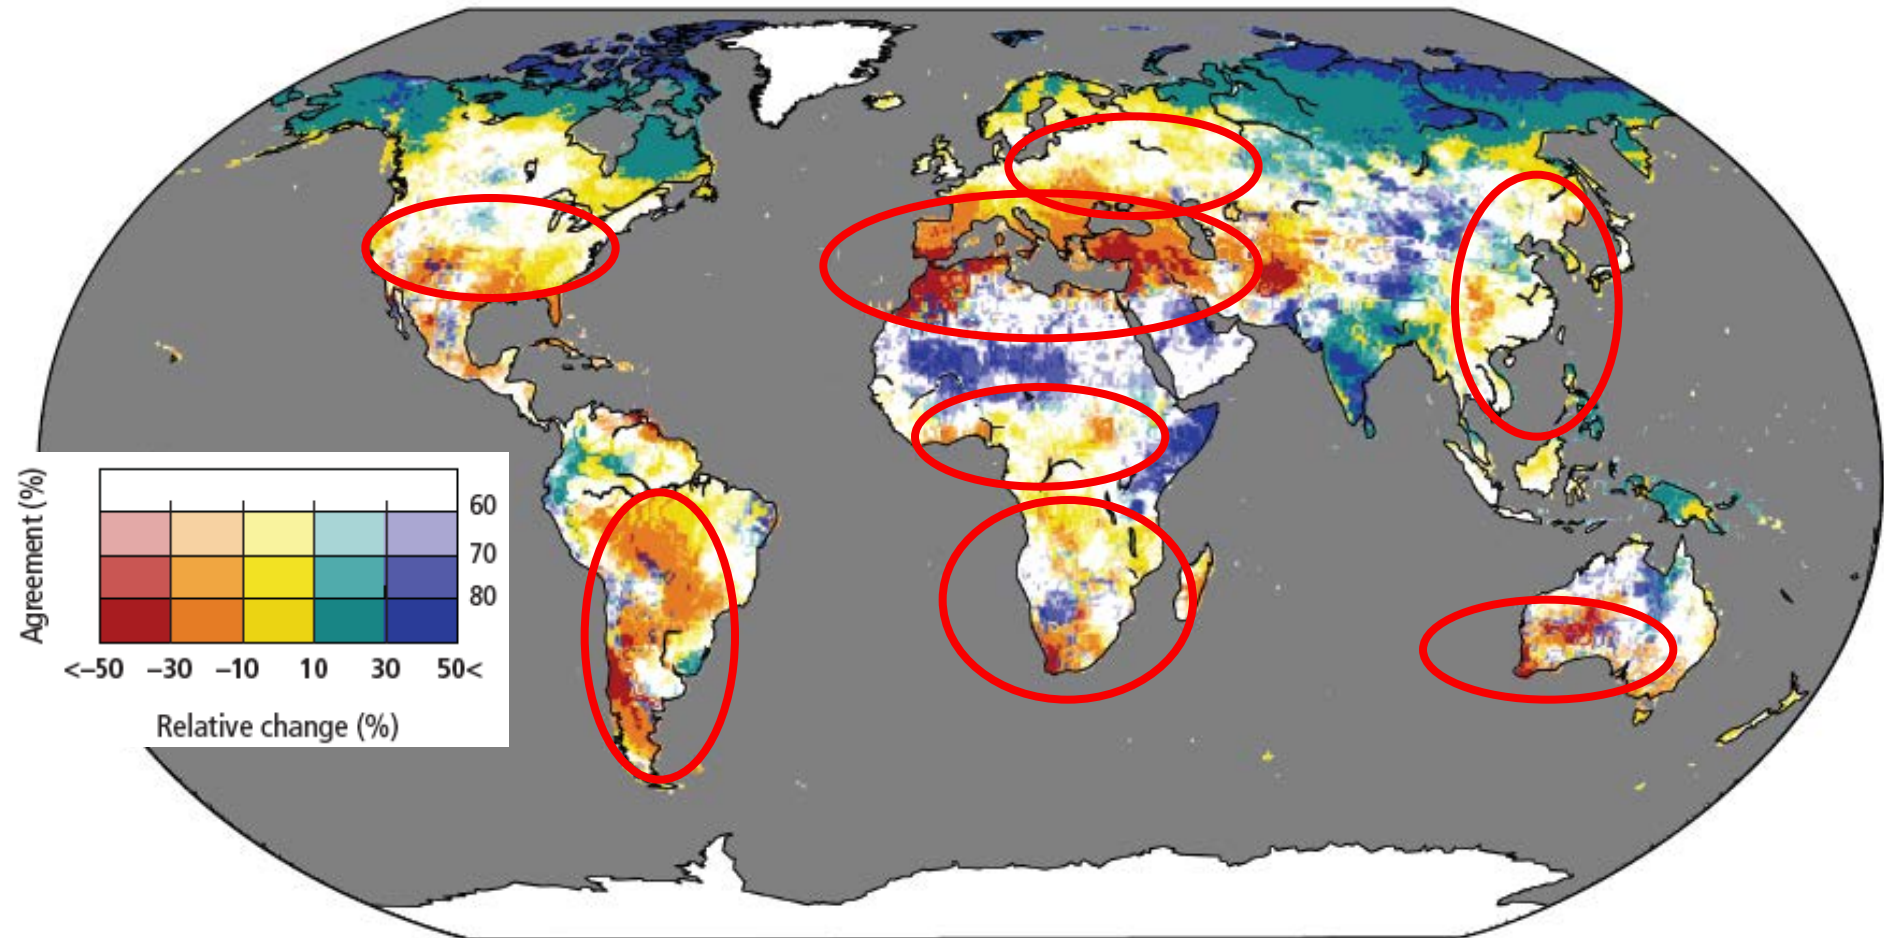 Agreement (%)
60
70
80
<–50 –30 –10 10 30 50<
Relative change (%)